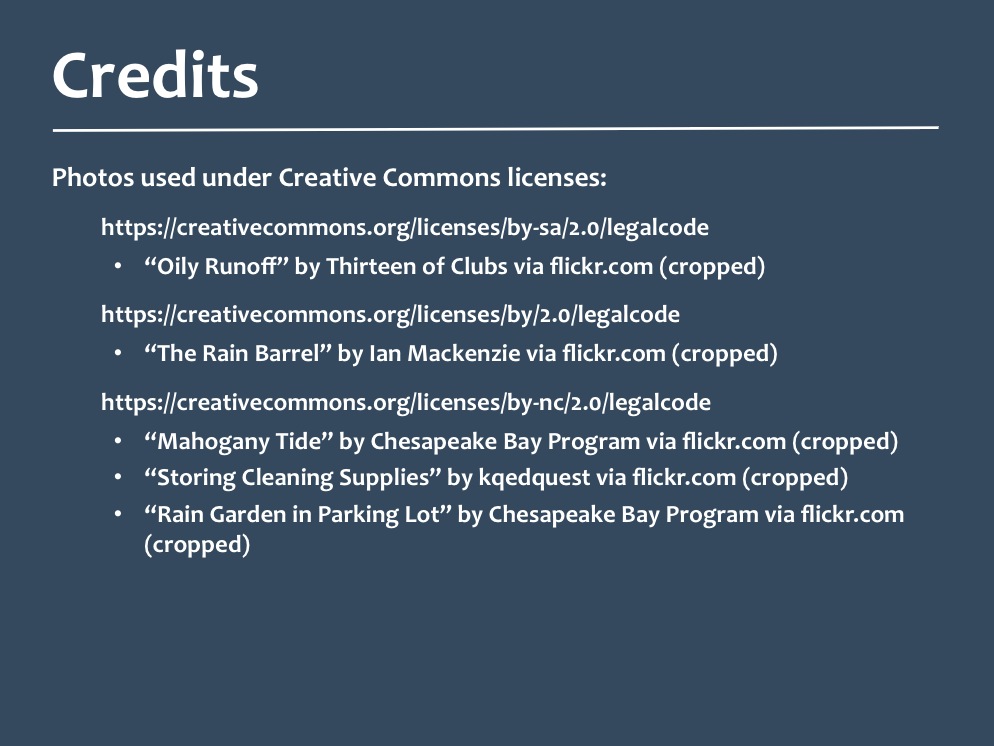 Credits
Photos used under Creative Commons licenses:
https://creativecommons.org/licenses/by-sa/2.0/legalcode
• “Oily Runoff” by Thirteen of Clubs via flickr.com (cropped)
https://creativecommons.org/licenses/by/2.0/legalcode
• “The Rain Barrel” by Ian Mackenzie via flickr.com (cropped)
https://creativecommons.org/licenses/by-nc/2.0/legalcode
• “Mahogany Tide” by Chesapeake Bay Program via flickr.com (cropped)
• “Storing Cleaning Supplies” by kqedquest via flickr.com (cropped)
• “Rain Garden in Parking Lot” by Chesapeake Bay Program via flickr.com
(cropped)